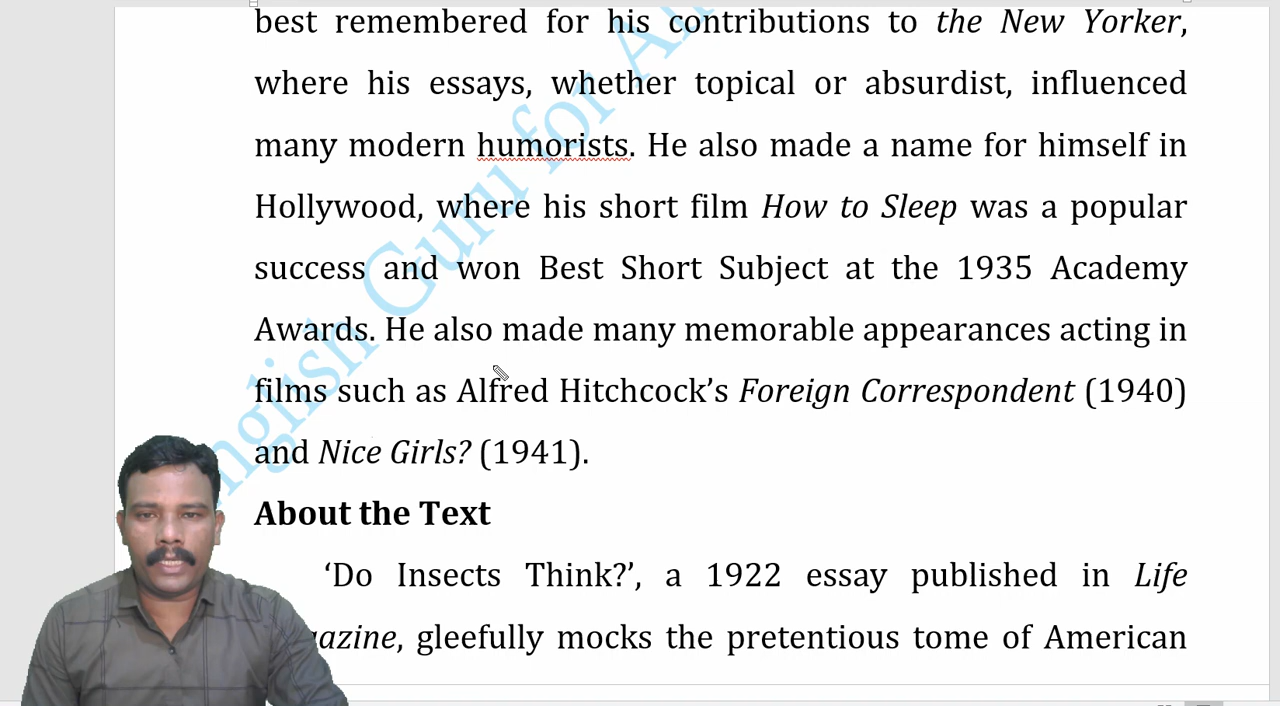 best remembered for his contributions to the New Yorker,
where his essays, whether topical or absurdist, influenced
many modern humorists. He also made a name for himself in
Hollywood, where his short film How to Sleep was a popular
success and won Best Short Subject at the 1935 Academy
Awards. He also made many memorable appearances acting in
films such as Alfred Hitchcock’s Foreign Correspondent (1940)
and Nice Girls? (1941).
About the Text
‘Do Insects Think?’, a 1922 essay published in Life
azine, gleefully mocks the pretentious tome of American
nglish Guru for A